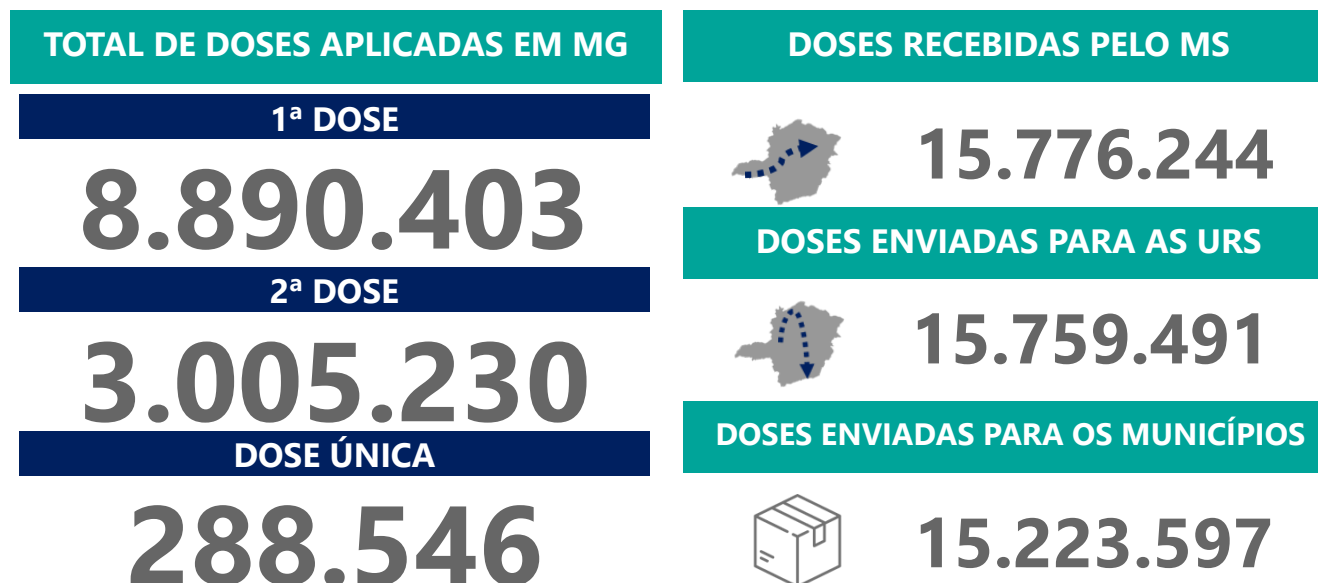 TOTAL DE DOSES APLICADAS EM MG
1ª DOSE
8.890.403
2ª DOSE
3.005.230
DOSE ÚNICA
288.546
DOSES RECEBIDAS PELO MS
15.776.244
DOSES ENVIADAS PARA AS URS
15.759.491
DOSES ENVIADAS PARA OS MUNICÍPIOS
15.223.597